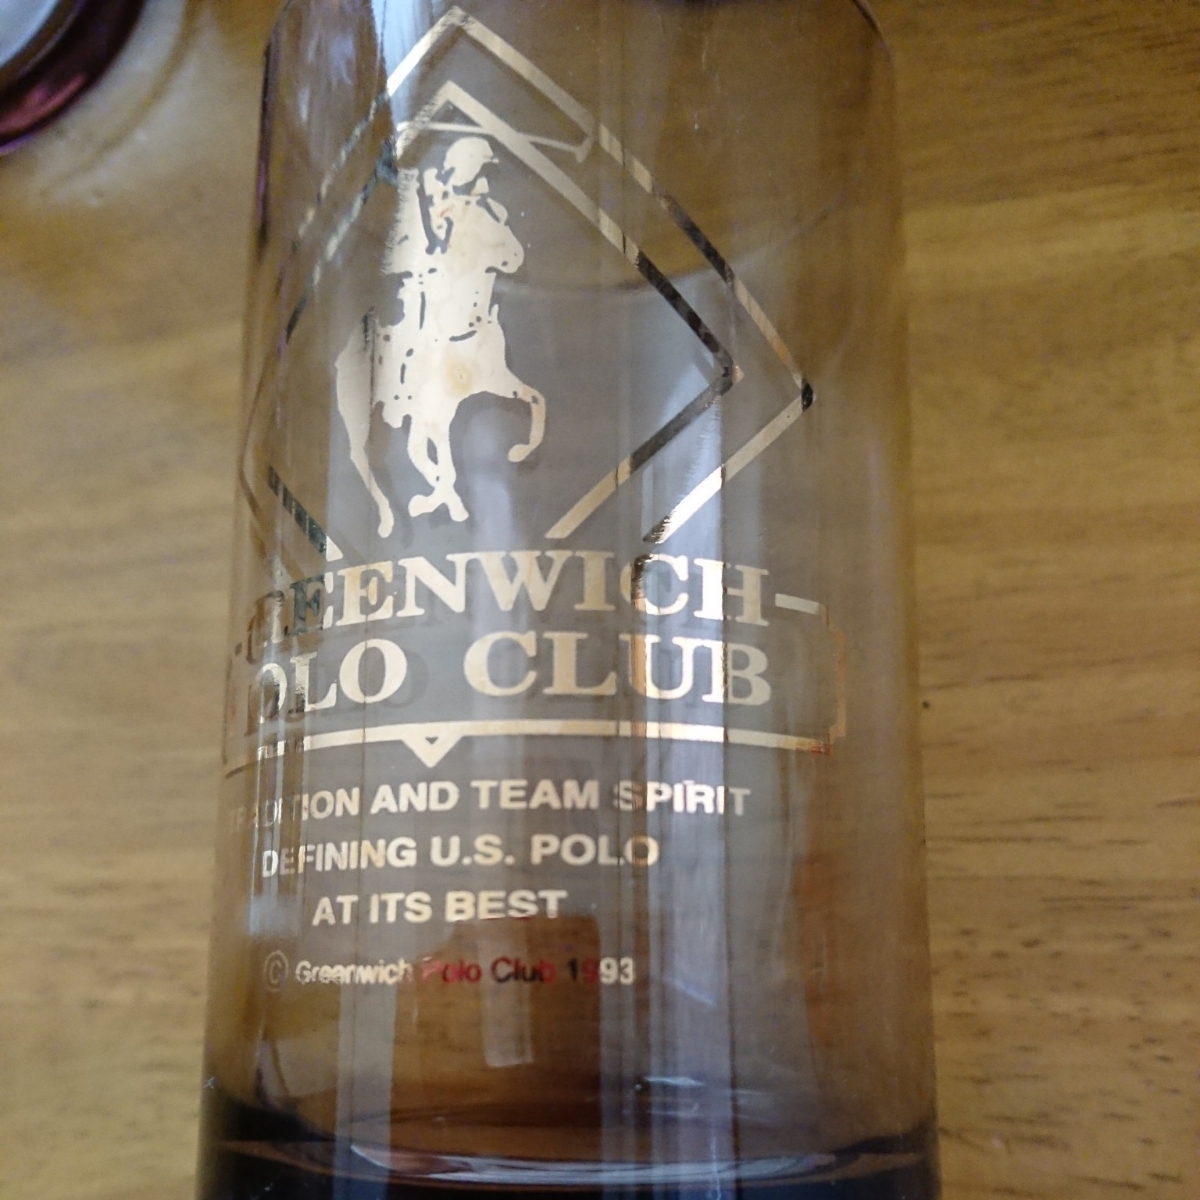 -GREENWICH-
POLO CLUB
TRADITION AND TEAM SPIRIT
DEFINING U.S. POLO
AT ITS BEST
© Greenwich Polo Club 1993